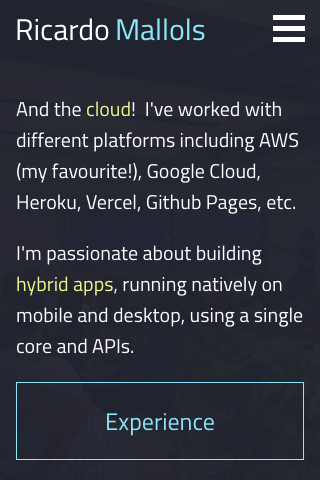 Ricardo Mallols
And the cloud!  I've worked with
different platforms including AWS
(my favourite!), Google Cloud,
Heroku, Vercel, Github Pages, etc.
I'm passionate about building
hybrid apps, running natively on
mobile and desktop, using a single
core and APIs.
Experience